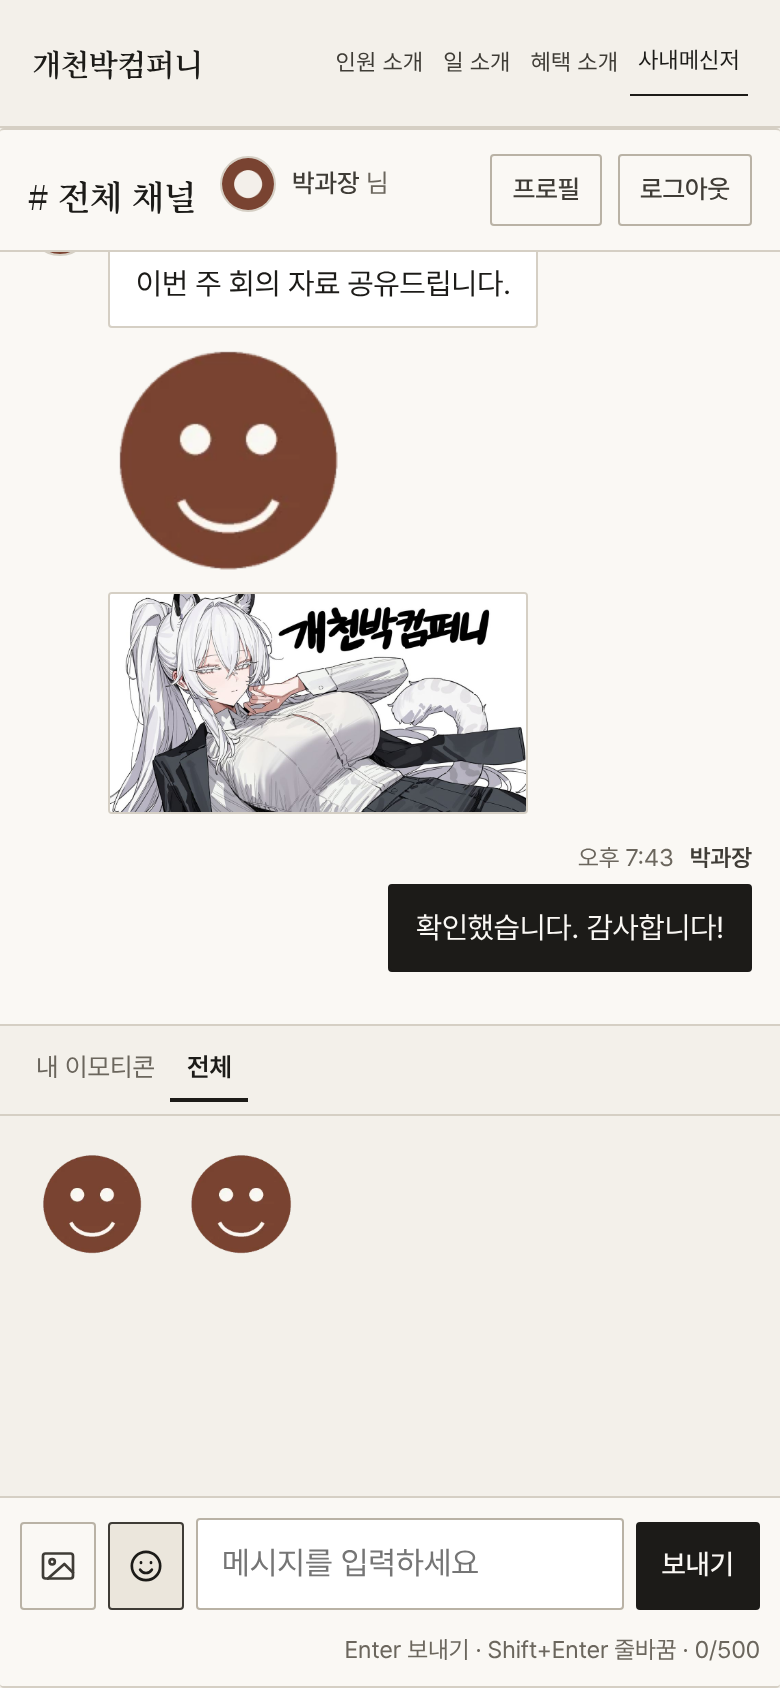 개천박컴퍼니
인원 소개 일 소개 혜택 소개 사내메신저
# 전체 채널 박과장 님 프로필 로그아웃
이번 주 회의 자료 공유드립니다.
개천박컴퍼니
오후 7:43 박과장
확인했습니다. 감사합니다!
내 이모티콘 전체
메시지를 입력하세요 보내기
Enter 보내기 · Shift+Enter 줄바꿈 · 0/500